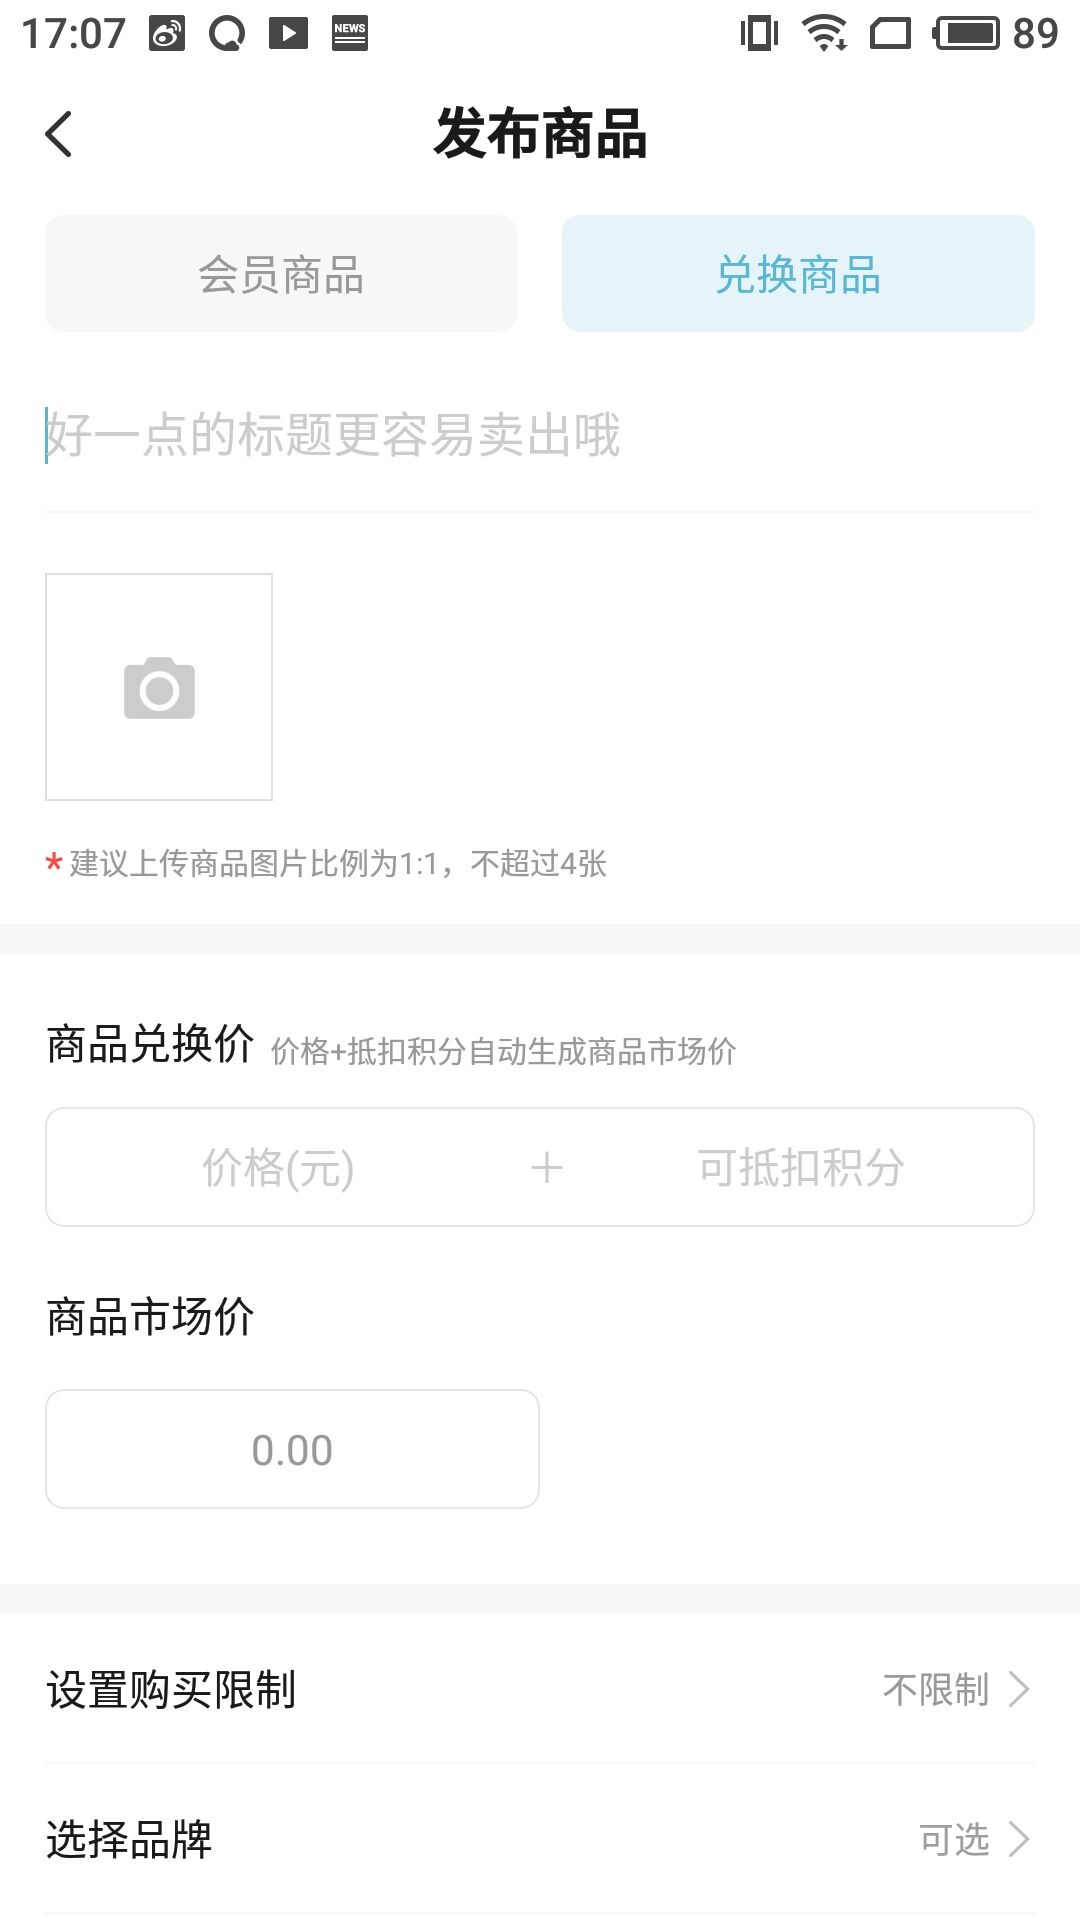 17:07 NEWS 89
发布商品
会员商品 兑换商品
好一点的标题更容易卖出哦
* 建议上传商品图片比例为1:1，不超过4张
商品兑换价 价格+抵扣积分自动生成商品市场价
价格(元) + 可抵扣积分
商品市场价
0.00
设置购买限制 不限制
选择品牌 可选